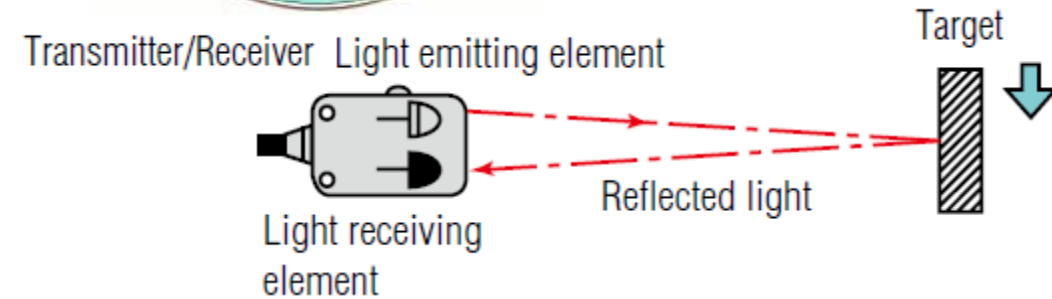 Target
Transmitter/Receiver Light emitting element
Reflected light
Light receiving
element